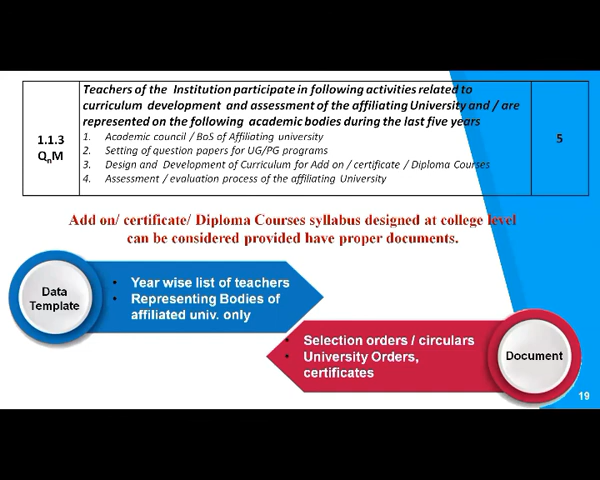 Teachers of the Institution participate in following activities related to
curriculum development and assessment of the affiliating University and / are
represented on the following academic bodies during the last five years
1.1.3
QnM
1. Academic council / BoS of Affiliating university
2. Setting of question papers for UG/PG programs
3. Design and Development of Curriculum for Add on / certificate / Diploma Courses
4. Assessment / evaluation process of the affiliating University
5
Add on/ certificate/ Diploma Courses syllabus designed at college level
can be considered provided have proper documents.
Data
Template
• Year wise list of teachers
• Representing Bodies of
affiliated univ. only
• Selection orders / circulars
• University Orders,
certificates
Document
19